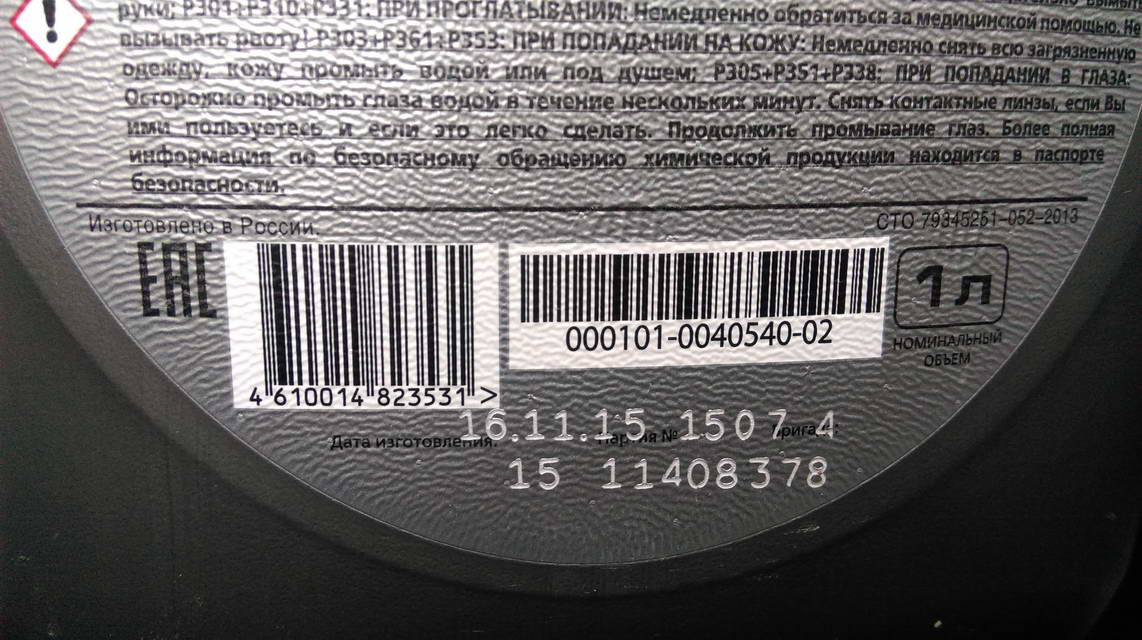 руки; P301+P310+P331: ПРИ ПРОГЛАТЫВАНИИ: Немедленно обратиться за медицинской помощью. Не
вызывать рвоту! P303+P361+P353: ПРИ ПОПАДАНИИ НА КОЖУ: Немедленно снять всю загрязненную
одежду, кожу промыть водой или под душем; P305+P351+P338: ПРИ ПОПАДАНИИ В ГЛАЗА:
Осторожно промыть глаза водой в течение нескольких минут. Снять контактные линзы, если Вы
ими пользуетесь и если это легко сделать. Продолжить промывание глаз. Более полная
информация по безопасному обращению химической продукции находится в паспорте
безопасности.
Изготовлено в России. СТО 79345251-052-2013
EAC
4 610014 823531 >
000101-0040540-02
1 л
НОМИНАЛЬНЫЙ
ОБЪЕМ
Дата изготовления: 16.11.15 Партия № 1507 4
15 11408378